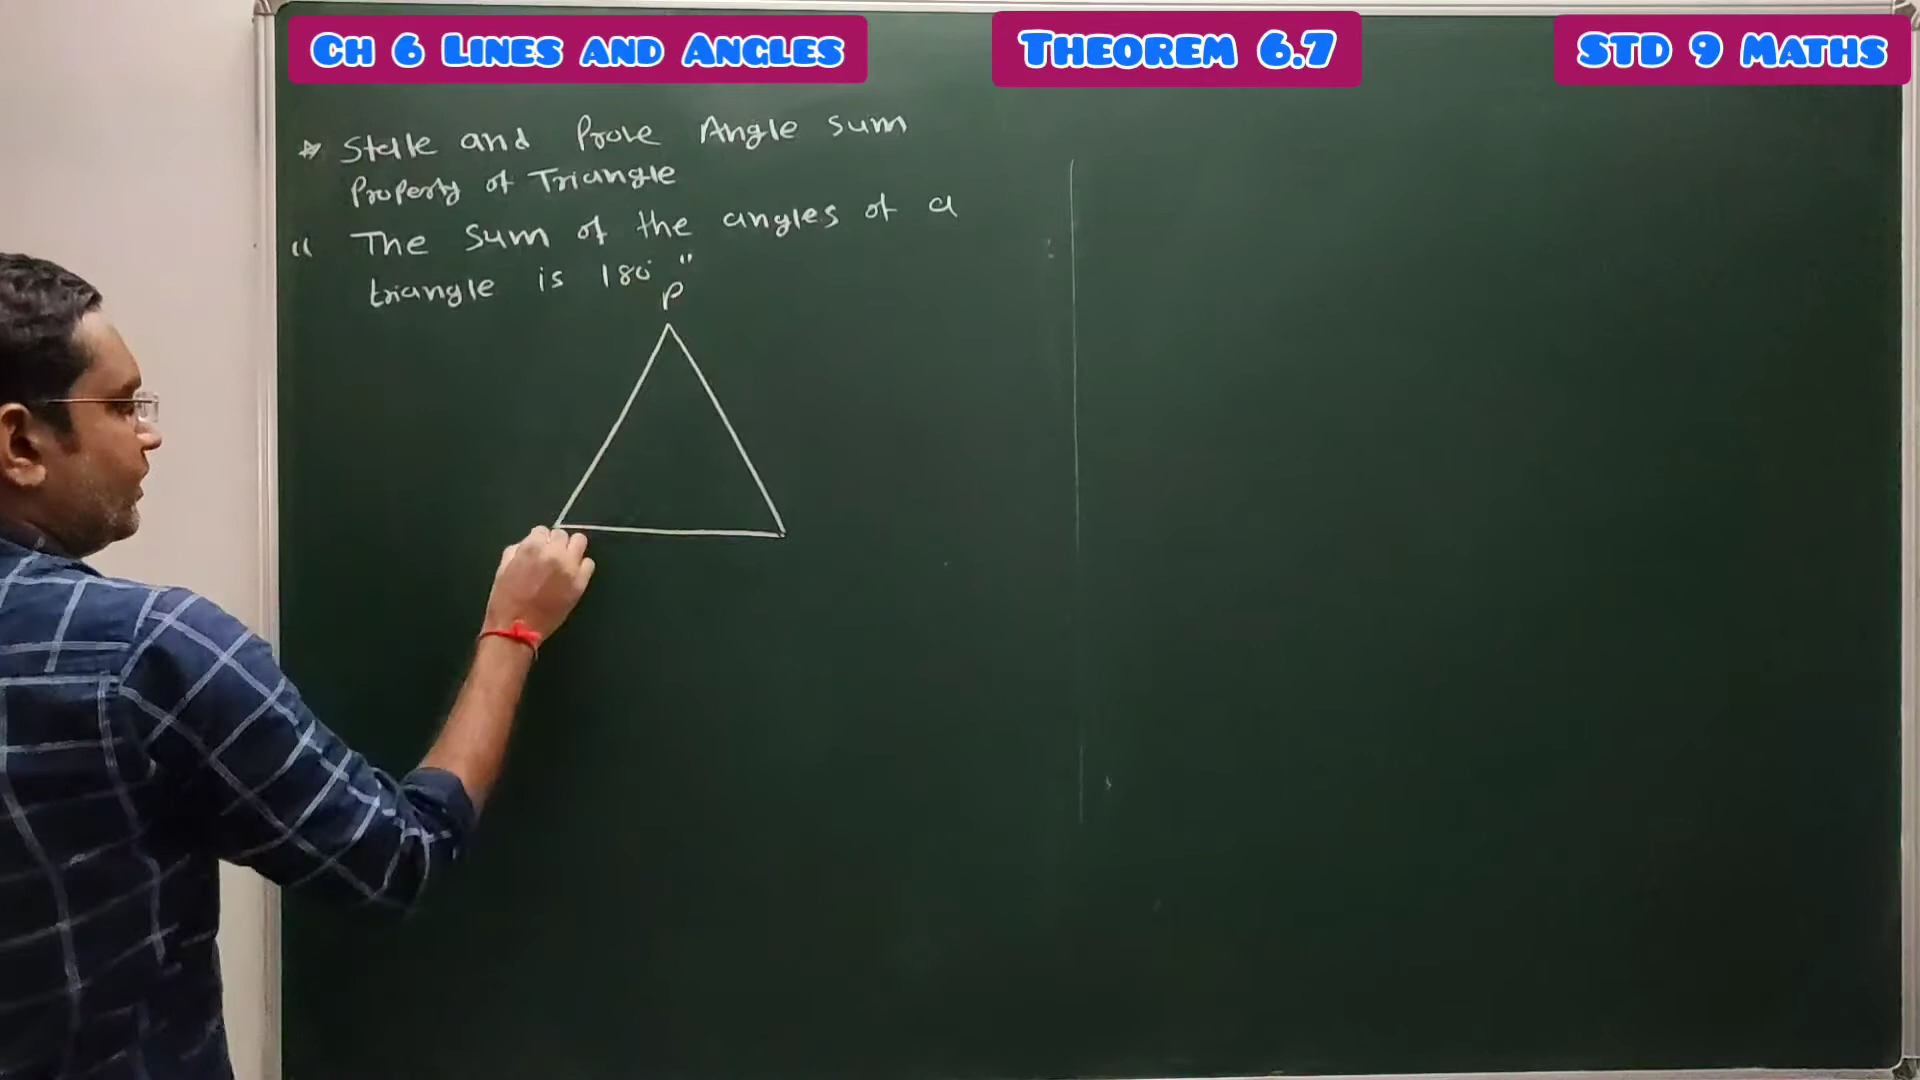 CH 6 LINES AND ANGLES
THEOREM 6.7
STD 9 MATHS
* State and Prove Angle sum
Property of Triangle
" The sum of the angles of a
triangle is 180° "
P